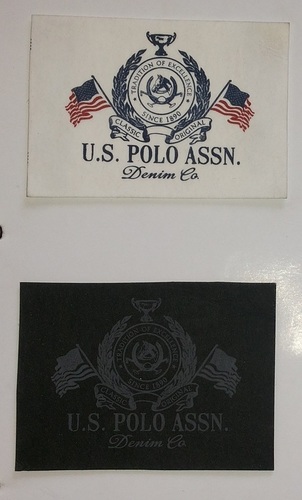 TRADITION OF EXCELLENCE
SINCE 1890
CLASSIC ORIGINAL
U.S. POLO ASSN.
Denim Co.
TRADITION OF EXCELLENCE
SINCE 1890
CLASSIC ORIGINAL
U.S. POLO ASSN.
Denim Co.